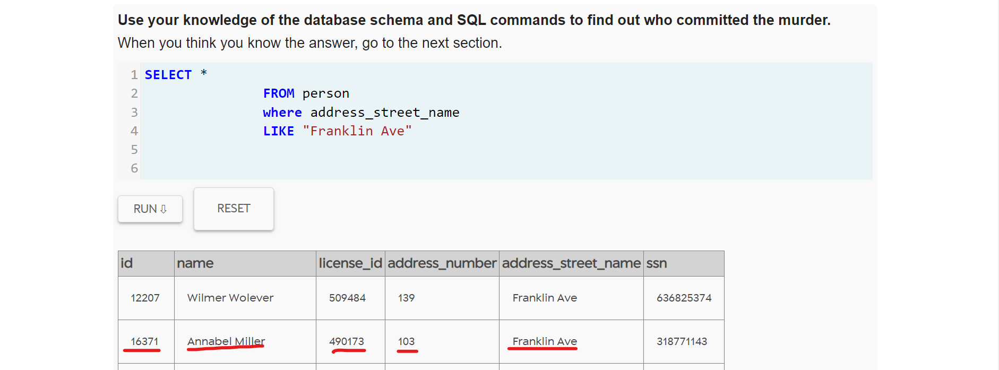 Use your knowledge of the database schema and SQL commands to find out who committed the murder.
When you think you know the answer, go to the next section.
1 SELECT *
2 FROM person
3 where address_street_name
4 LIKE "Franklin Ave"
5
6
RUN ⇩ RESET
id name license_id address_number address_street_name ssn
12207 Wilmer Wolever 509484 139 Franklin Ave 636825374
16371 Annabel Miller 490173 103 Franklin Ave 318771143